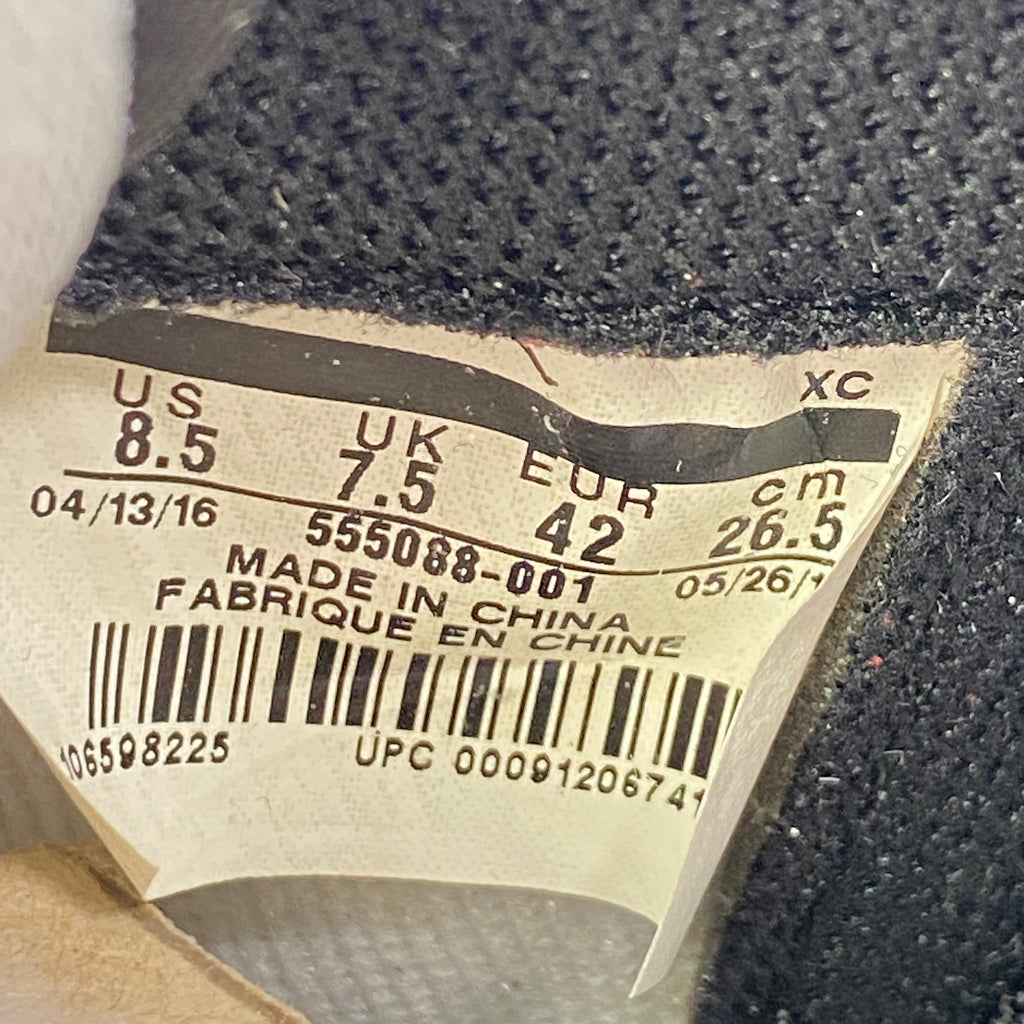 XC
US UK EUR cm
8.5 7.5 42 26.5
04/13/16 555088-001 05/26/1
MADE IN CHINA
FABRIQUE EN CHINE
106598225 UPC 00091206741